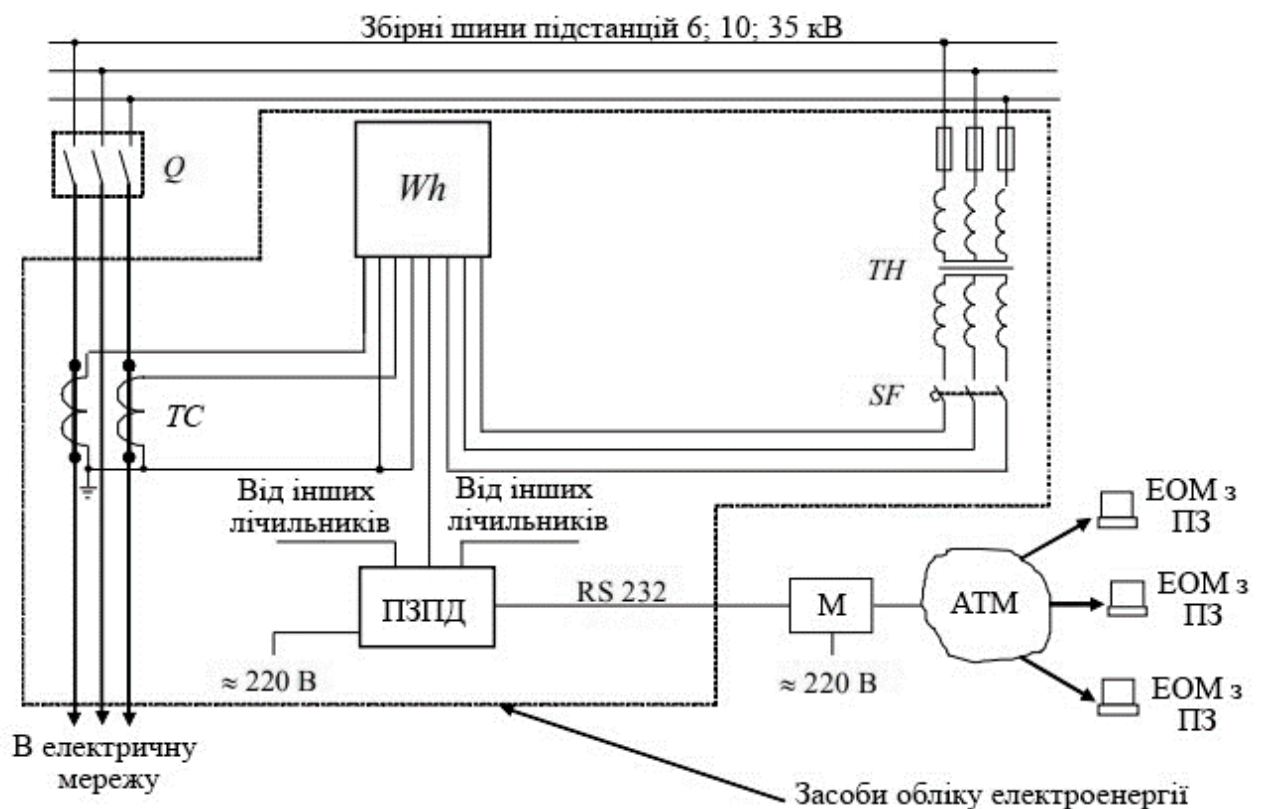 Збірні шини підстанцій 6; 10; 35 кВ
Q
Wh
TH
SF
TC
Від інших
лічильників
Від інших
лічильників
ПЗПД
RS 232
М
АТМ
ЕОМ з
ПЗ
ЕОМ з
ПЗ
ЕОМ з
ПЗ
≈ 220 В
≈ 220 В
В електричну
мережу
Засоби обліку електроенергії